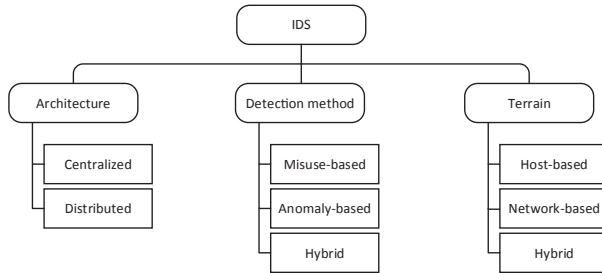 IDS
Architecture
Detection method
Terrain
Centralized
Misuse-based
Host-based
Distributed
Anomaly-based
Network-based
Hybrid
Hybrid